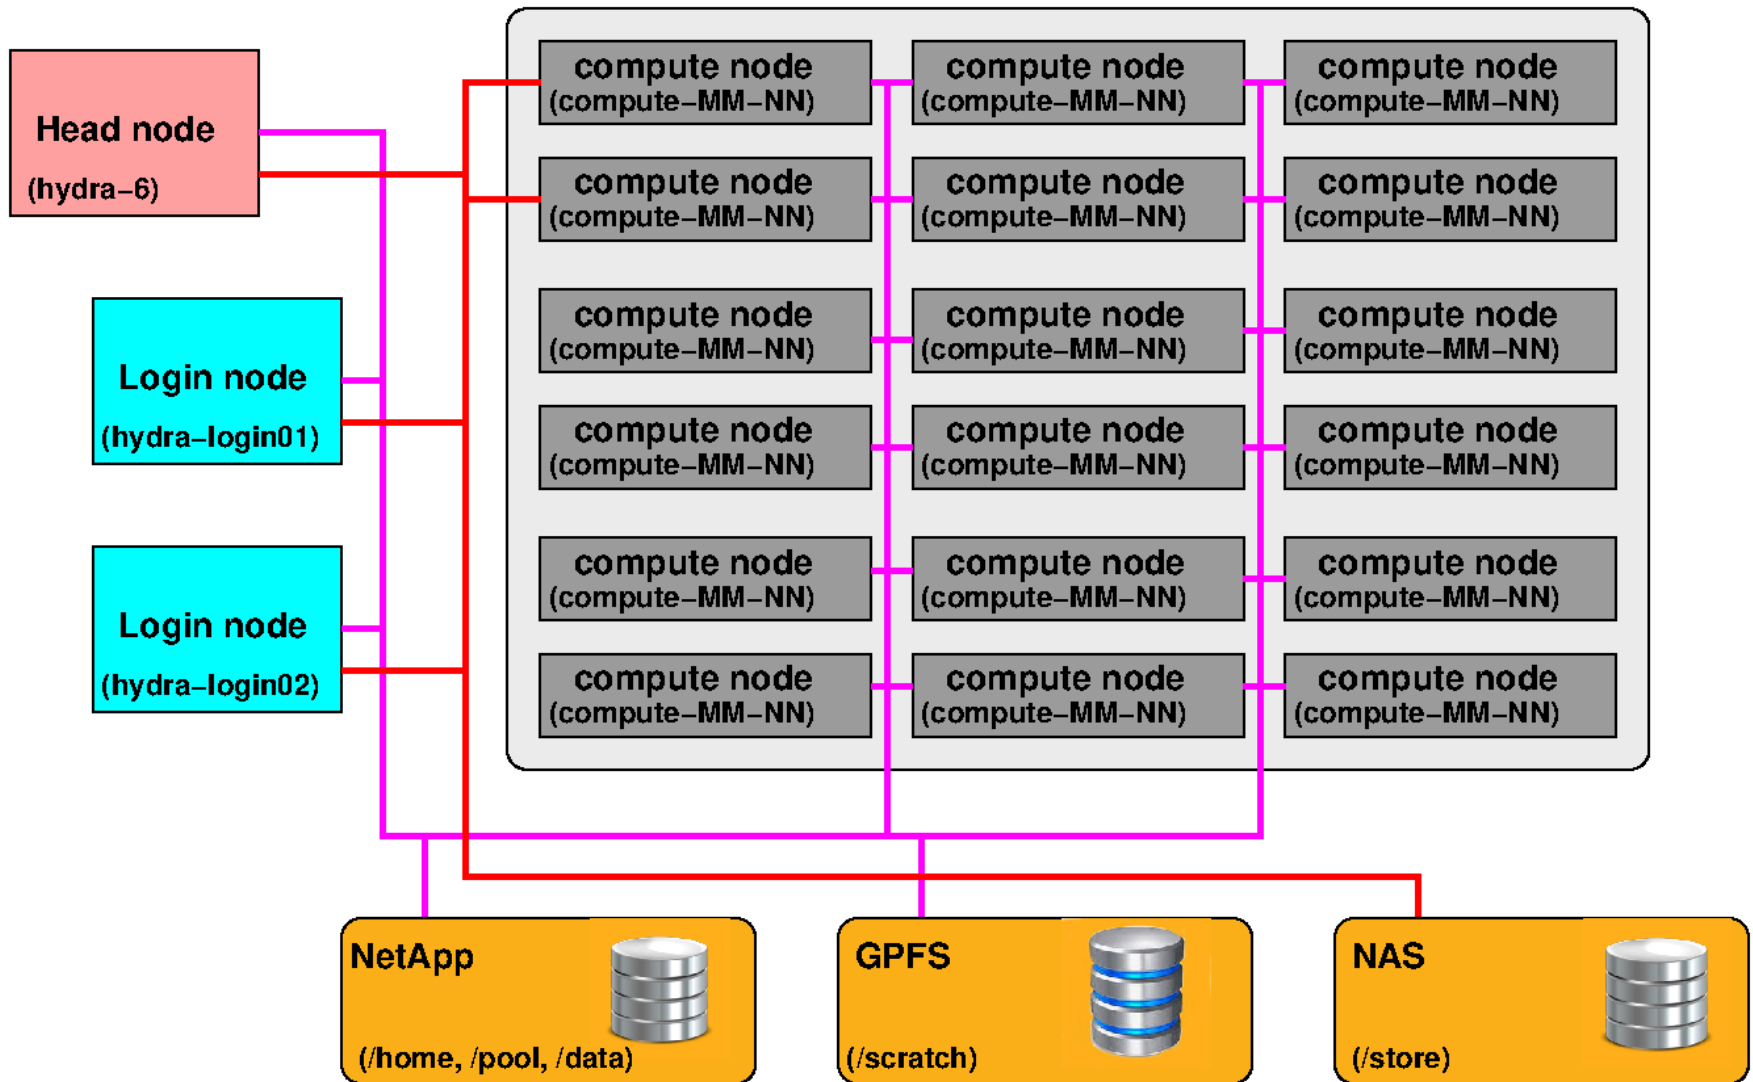 Head node
(hydra−6)
Login node
(hydra−login01)
Login node
(hydra−login02)
compute node
(compute−MM−NN)
compute node
(compute−MM−NN)
compute node
(compute−MM−NN)
compute node
(compute−MM−NN)
compute node
(compute−MM−NN)
compute node
(compute−MM−NN)
compute node
(compute−MM−NN)
compute node
(compute−MM−NN)
compute node
(compute−MM−NN)
compute node
(compute−MM−NN)
compute node
(compute−MM−NN)
compute node
(compute−MM−NN)
compute node
(compute−MM−NN)
compute node
(compute−MM−NN)
compute node
(compute−MM−NN)
compute node
(compute−MM−NN)
compute node
(compute−MM−NN)
compute node
(compute−MM−NN)
NetApp
(/home, /pool, /data)
GPFS
(/scratch)
NAS
(/store)